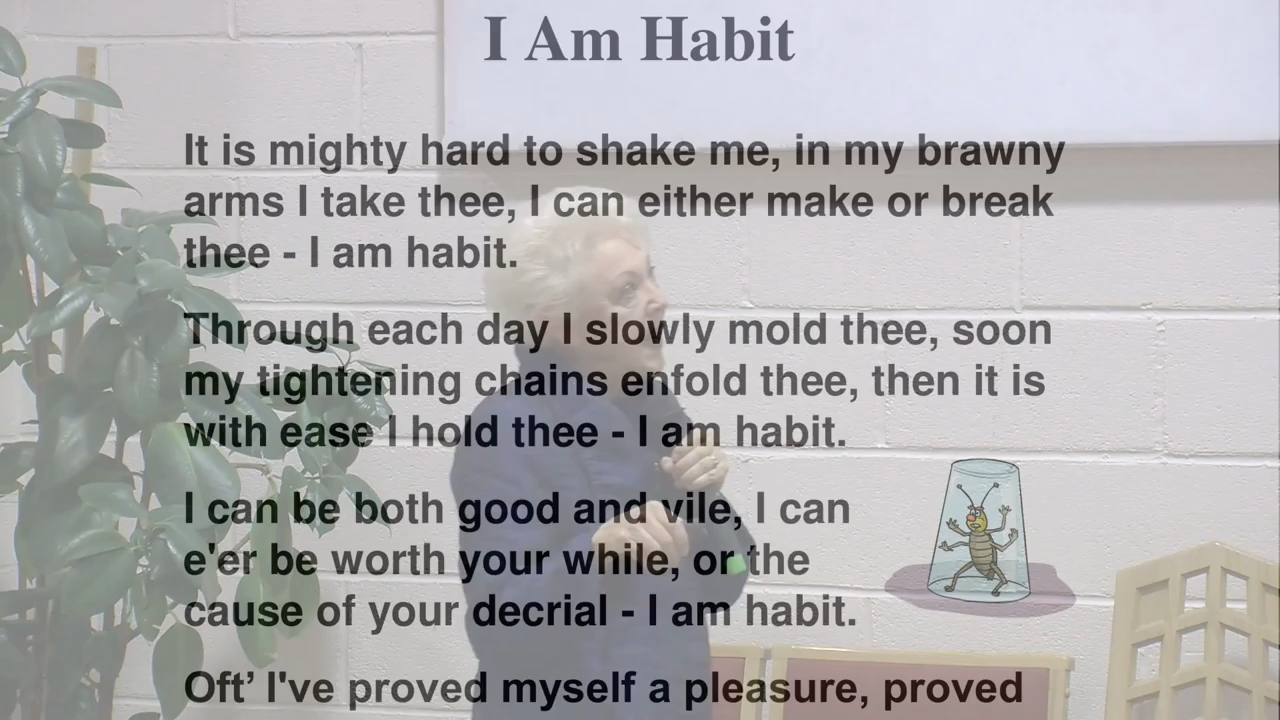 I Am Habit
It is mighty hard to shake me, in my brawny
arms I take thee, I can either make or break
thee - I am habit.
Through each day I slowly mold thee, soon
my tightening chains enfold thee, then it is
with ease I hold thee - I am habit.
I can be both good and vile, I can
e'er be worth your while, or the
cause of your decrial - I am habit.
Oft’ I've proved myself a pleasure, proved